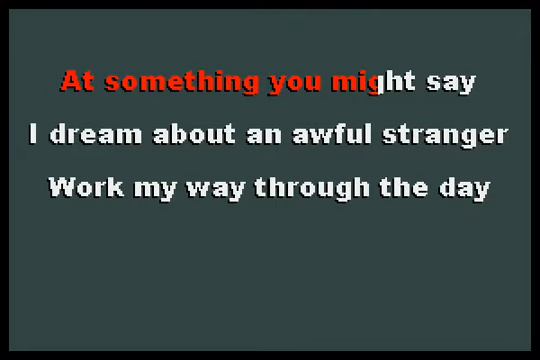 At something you might say
I dream about an awful stranger
Work my way through the day